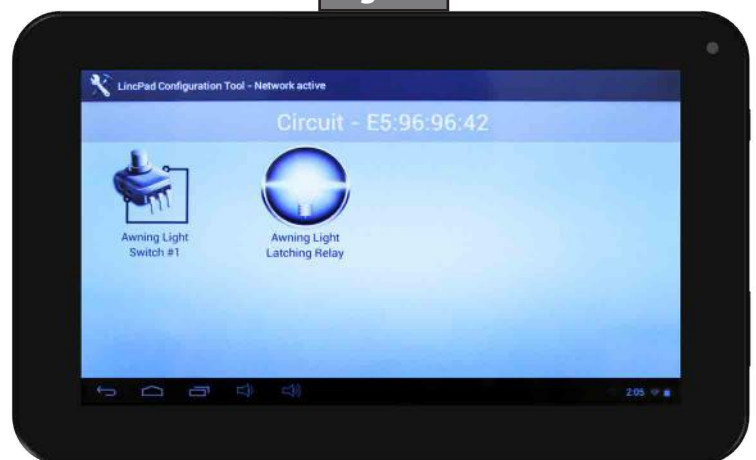 LincPad Configuration Tool - Network active
Circuit - E5:96:96:42
Awning Light
Switch #1
Awning Light
Latching Relay
2:05